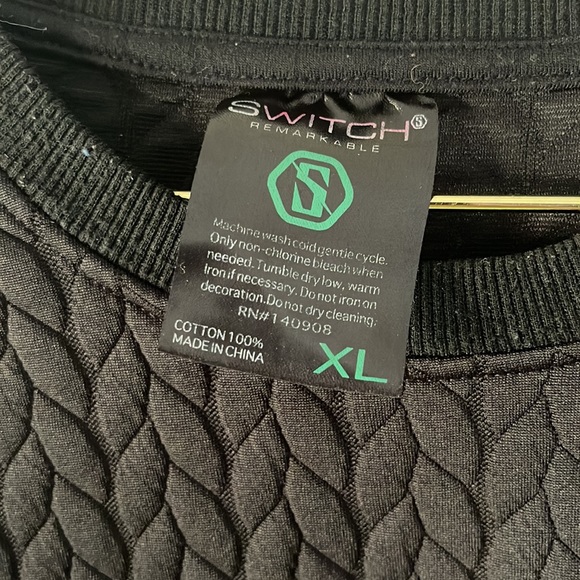 SWITCH
REMARKABLE
S
Machine wash cold gentle cycle.
Only non-chlorine bleach when
needed. Tumble dry low, warm
Iron if necessary. Do not iron on
decoration.Do not dry cleaning.
RN#140908
COTTON 100%
MADE IN CHINA
XL